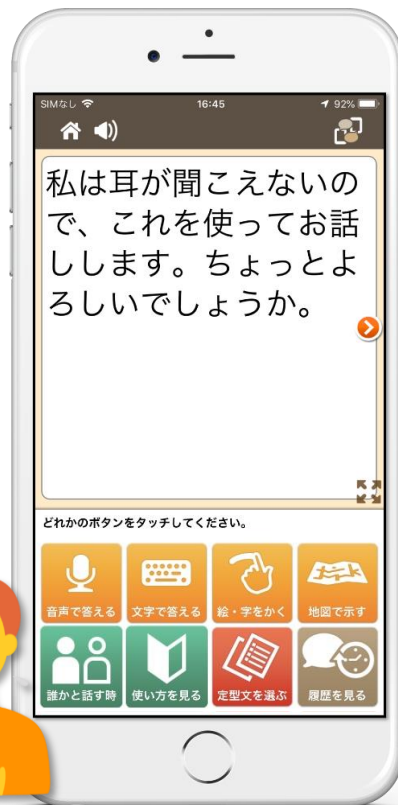 SIMなし 16:45 92%
私は耳が聞こえないの
で、これを使ってお話
しします。ちょっとよ
ろしいでしょうか。
どれかのボタンをタッチしてください。
音声で答える 文字で答える 絵・字をかく 地図で示す
誰かと話す時 使い方を見る 定型文を選ぶ 履歴を見る